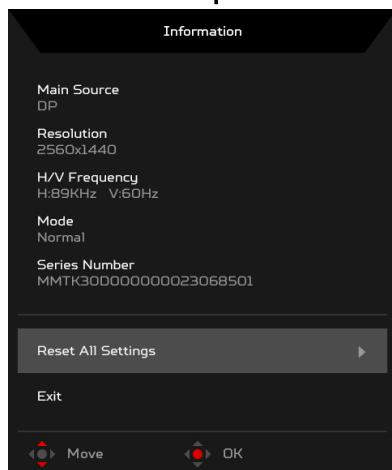 Information
Main Source
DP
Resolution
2560x1440
H/V Frequency
H:89KHz V:60Hz
Mode
Normal
Series Number
MMTK30D000000023068501
Reset All Settings
Exit
Move OK